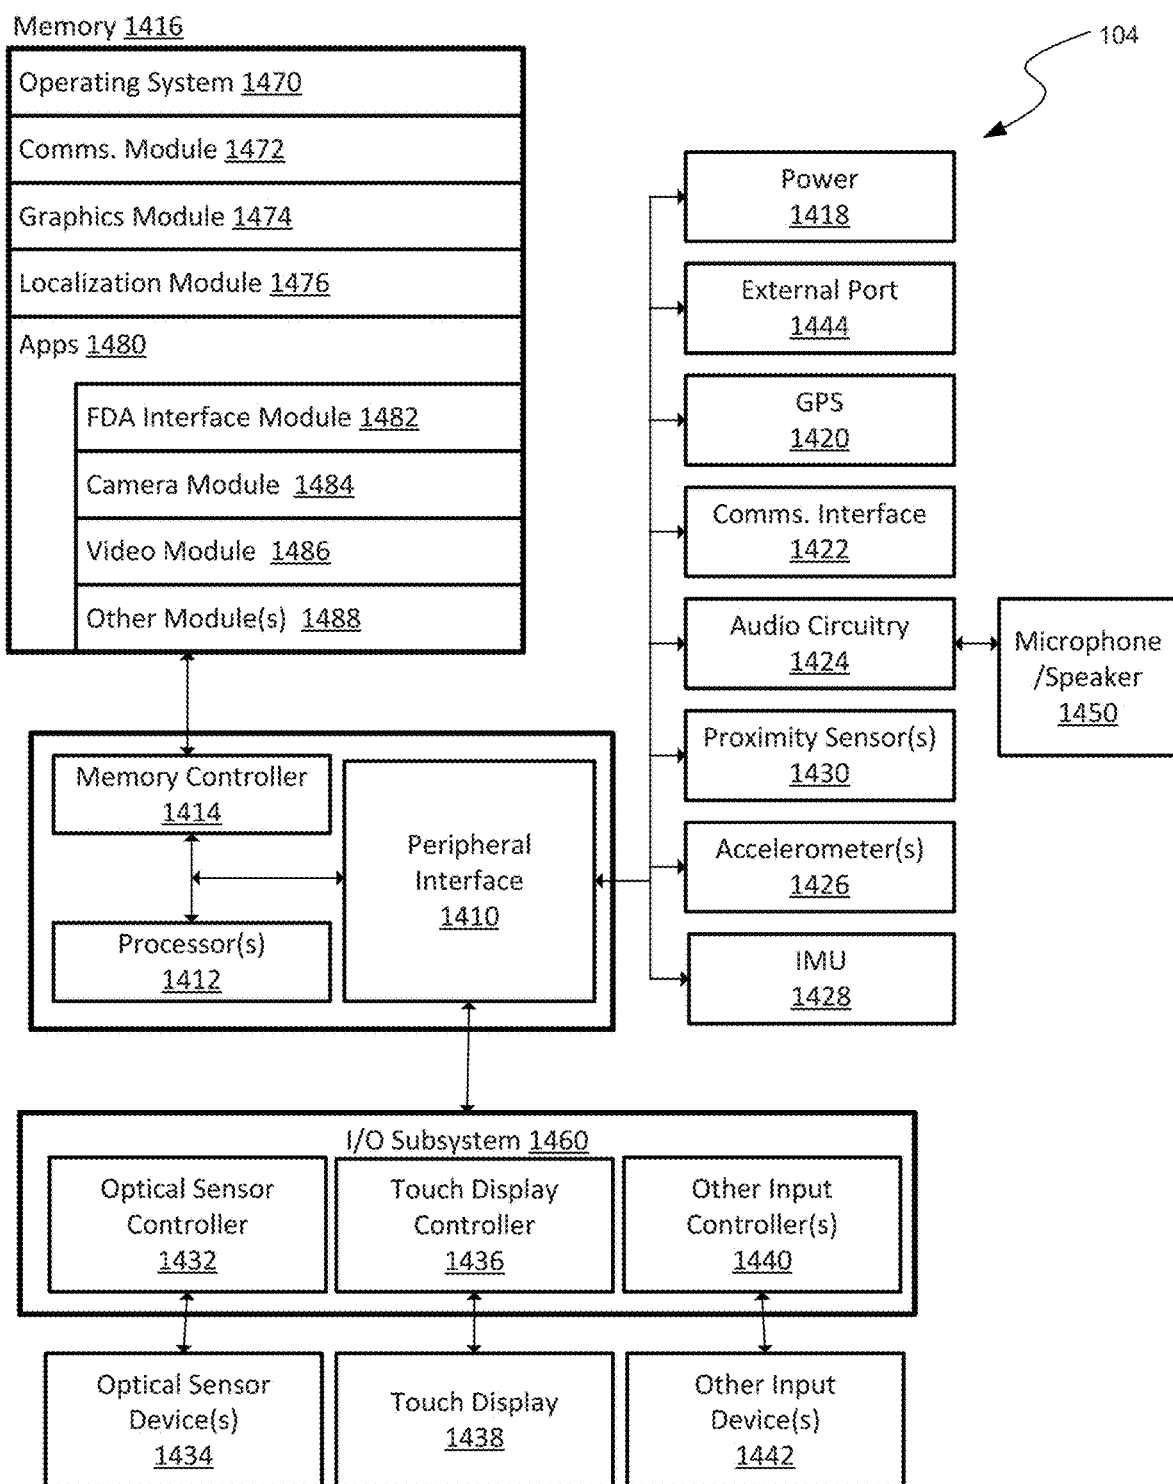 Memory 1416
104
Operating System 1470
Comms. Module 1472
Graphics Module 1474
Localization Module 1476
Apps 1480
FDA Interface Module 1482
Camera Module 1484
Video Module 1486
Other Module(s) 1488
Power
1418
External Port
1444
GPS
1420
Comms. Interface
1422
Audio Circuitry
1424
Microphone
/Speaker
1450
Proximity Sensor(s)
1430
Accelerometer(s)
1426
IMU
1428
Memory Controller
1414
Peripheral
Interface
1410
Processor(s)
1412
I/O Subsystem 1460
Optical Sensor
Controller
1432
Touch Display
Controller
1436
Other Input
Controller(s)
1440
Optical Sensor
Device(s)
1434
Touch Display
1438
Other Input
Device(s)
1442